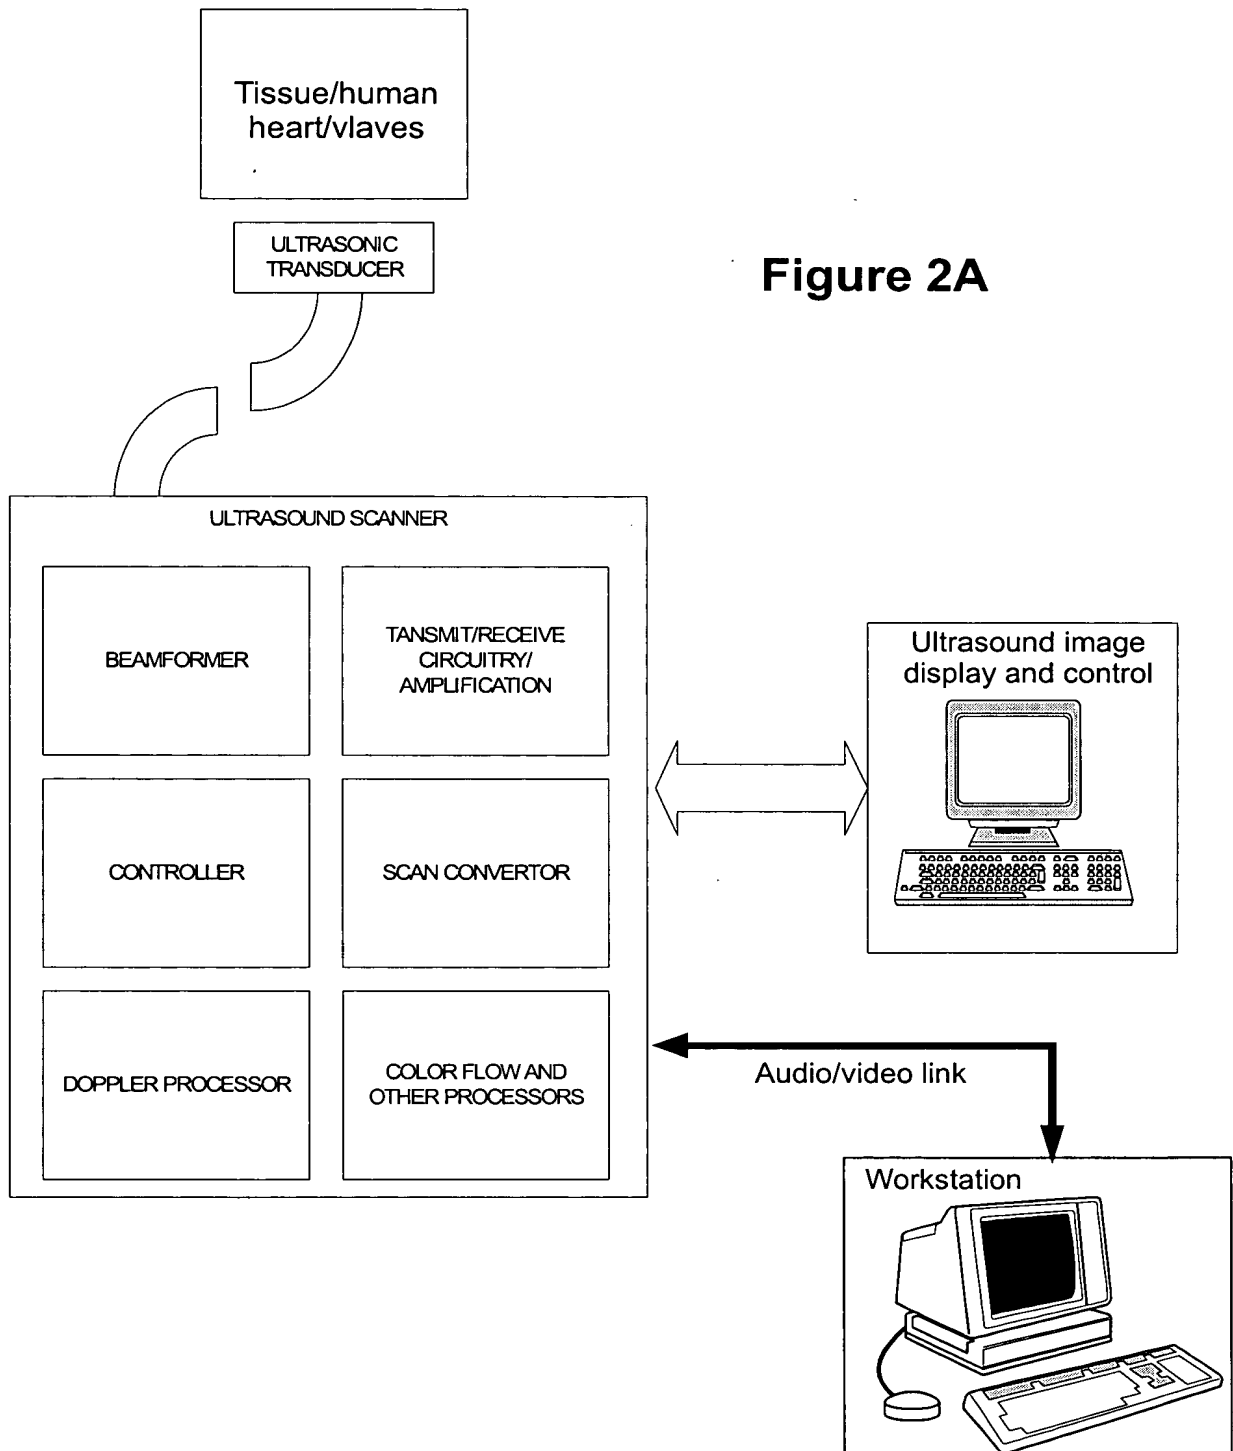 Tissue/human
heart/vlaves
ULTRASONIC
TRANSDUCER
Figure 2A
ULTRASOUND SCANNER
BEAMFORMER
TANSMIT/RECEIVE
CIRCUITRY/
AMPLIFICATION
CONTROLLER
SCAN CONVERTOR
DOPPLER PROCESSOR
COLOR FLOW AND
OTHER PROCESSORS
Ultrasound image
display and control
Audio/video link
Workstation